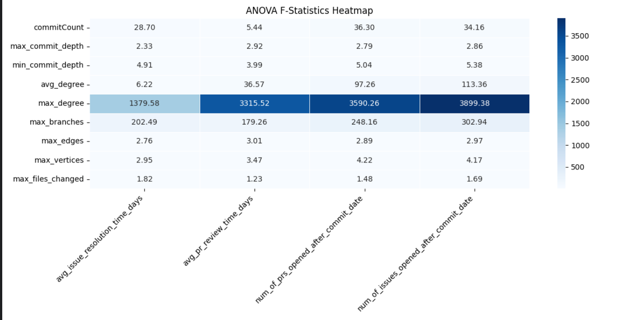 ANOVA F-Statistics Heatmap
commitCount 28.70 5.44 36.30 34.16
max_commit_depth 2.33 2.92 2.79 2.86
min_commit_depth 4.91 3.99 5.04 5.38
avg_degree 6.22 36.57 97.26 113.36
max_degree 1379.58 3315.52 3590.26 3899.38
max_branches 202.49 179.26 248.16 302.94
max_edges 2.76 3.01 2.89 2.97
max_vertices 2.95 3.47 4.22 4.17
max_files_changed 1.82 1.23 1.48 1.69
avg_issue_resolution_time_days
avg_pr_review_time_days
num_of_prs_opened_after_commit_date
num_of_issues_opened_after_commit_date
3500
3000
2500
2000
1500
1000
500